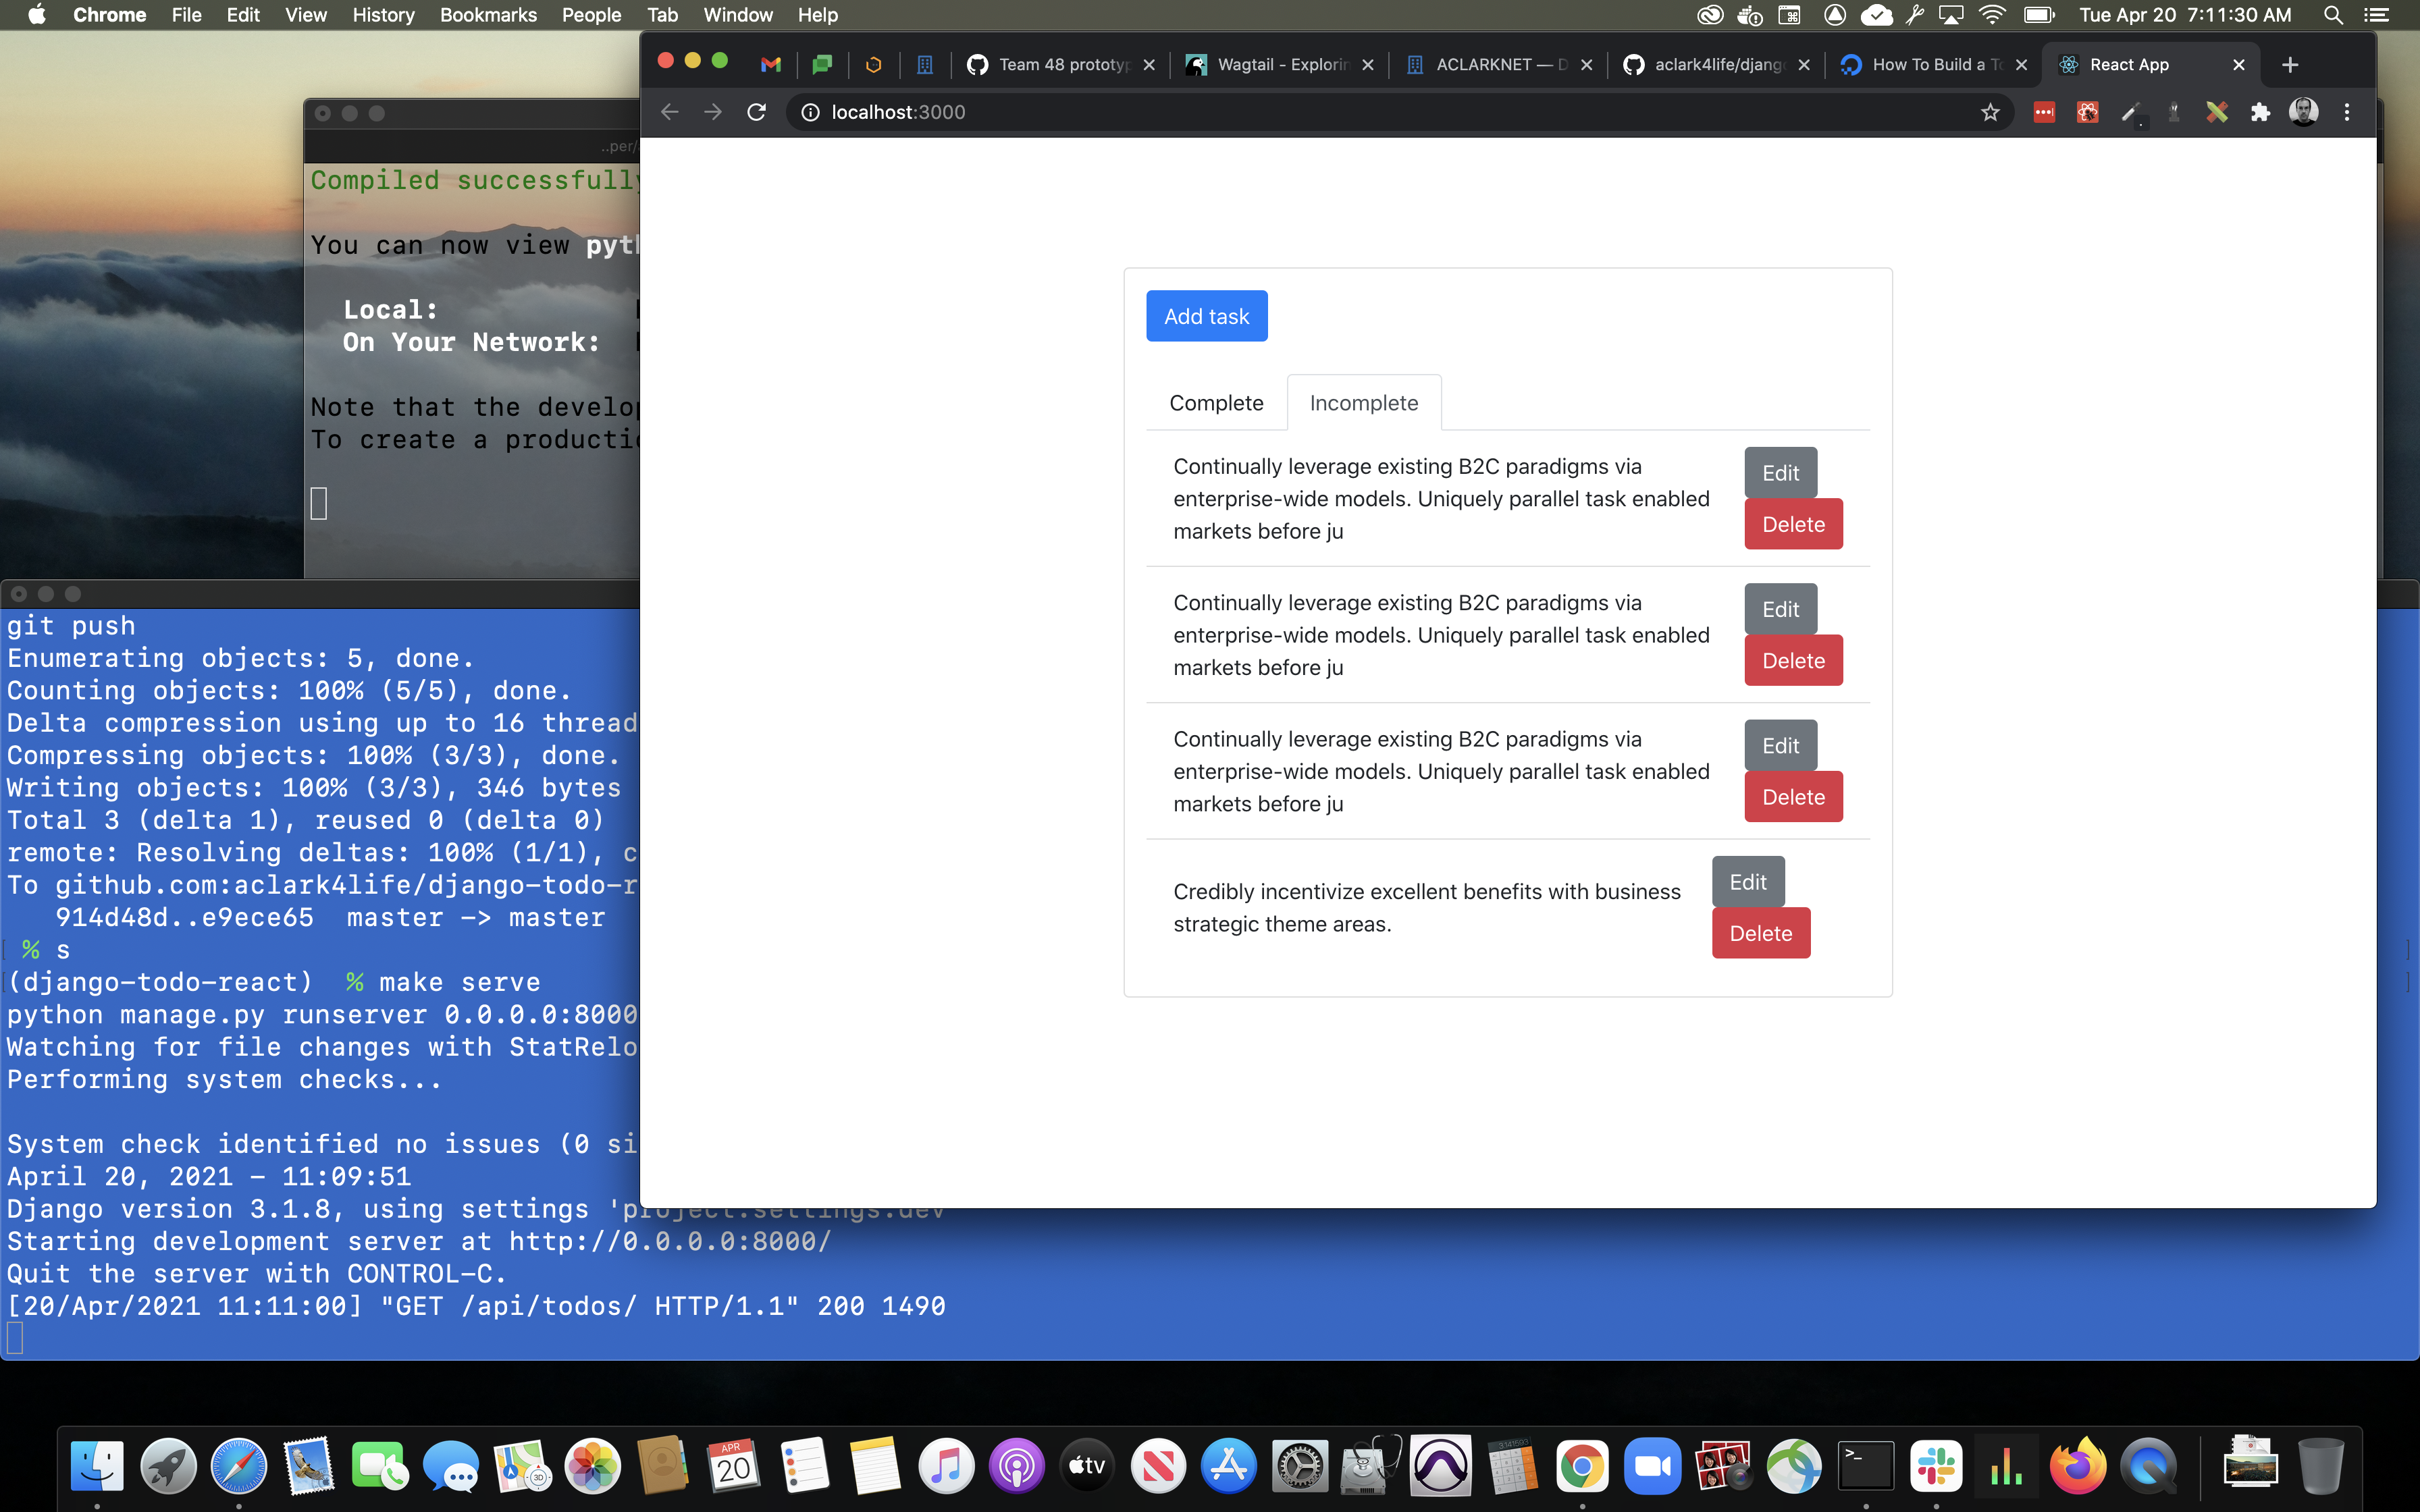 Chrome File Edit View History Bookmarks People Tab Window Help
Tue Apr 20 7:11:30 AM
Team 48 prototyp
Wagtail - Explorin
ACLARKNET — D
aclark4life/django
How To Build a To
React App
localhost:3000
..per/
Compiled successfully
You can now view pyth
Local:
On Your Network:
Note that the develop
To create a productio
Add task
Complete
Incomplete
Continually leverage existing B2C paradigms via
enterprise-wide models. Uniquely parallel task enabled
markets before ju
Edit
Delete
Continually leverage existing B2C paradigms via
enterprise-wide models. Uniquely parallel task enabled
markets before ju
Edit
Delete
Continually leverage existing B2C paradigms via
enterprise-wide models. Uniquely parallel task enabled
markets before ju
Edit
Delete
Credibly incentivize excellent benefits with business
strategic theme areas.
Edit
Delete
git push
Enumerating objects: 5, done.
Counting objects: 100% (5/5), done.
Delta compression using up to 16 thread
Compressing objects: 100% (3/3), done.
Writing objects: 100% (3/3), 346 bytes
Total 3 (delta 1), reused 0 (delta 0)
remote: Resolving deltas: 100% (1/1), c
To github.com:aclark4life/django-todo-r
914d48d..e9ece65 master -> master
% s
(django-todo-react) % make serve
python manage.py runserver 0.0.0.0:8000
Watching for file changes with StatRelo
Performing system checks...
System check identified no issues (0 si
April 20, 2021 - 11:09:51
Django version 3.1.8, using settings 'project.settings.dev'
Starting development server at http://0.0.0.0:8000/
Quit the server with CONTROL-C.
[20/Apr/2021 11:11:00] "GET /api/todos/ HTTP/1.1" 200 1490
APR
20
3D
tv